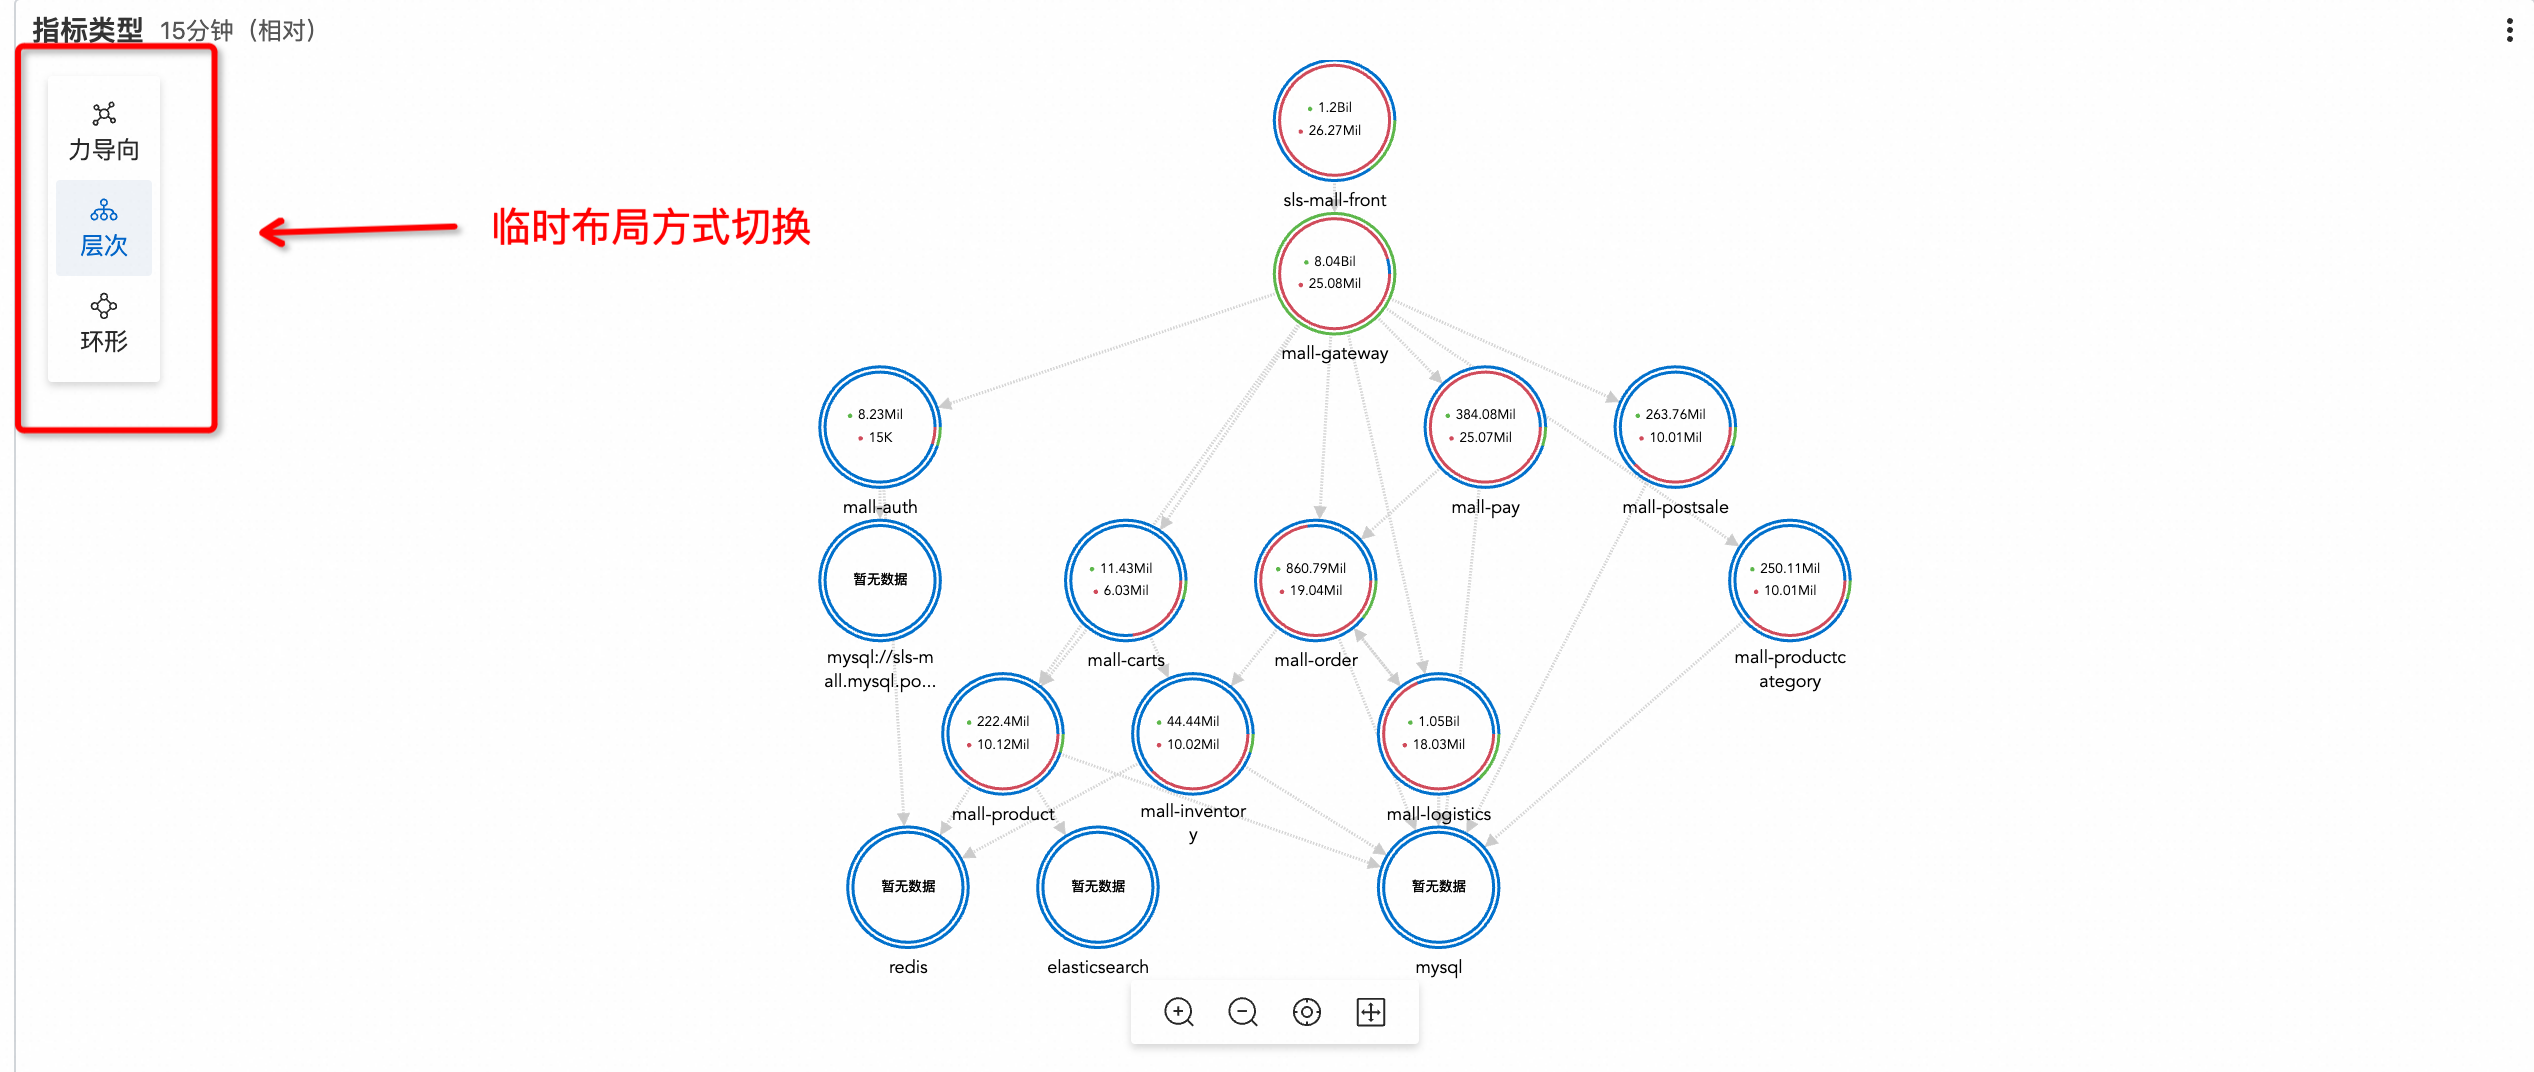 指标类型 15分钟（相对）
力导向
层次
环形
临时布局方式切换
1.2Bil
26.27Mil
sls-mall-front
8.04Bil
25.08Mil
mall-gateway
8.23Mil
15K
mall-auth
384.08Mil
25.07Mil
mall-pay
263.76Mil
10.01Mil
mall-postsale
暂无数据
mysql://sls-m
all.mysql.po...
11.43Mil
6.03Mil
mall-carts
860.79Mil
19.04Mil
mall-order
250.11Mil
10.01Mil
mall-productc
ategory
222.4Mil
10.12Mil
mall-product
44.44Mil
10.02Mil
mall-inventor
y
1.05Bil
18.03Mil
mall-logistics
暂无数据
redis
暂无数据
elasticsearch
暂无数据
mysql